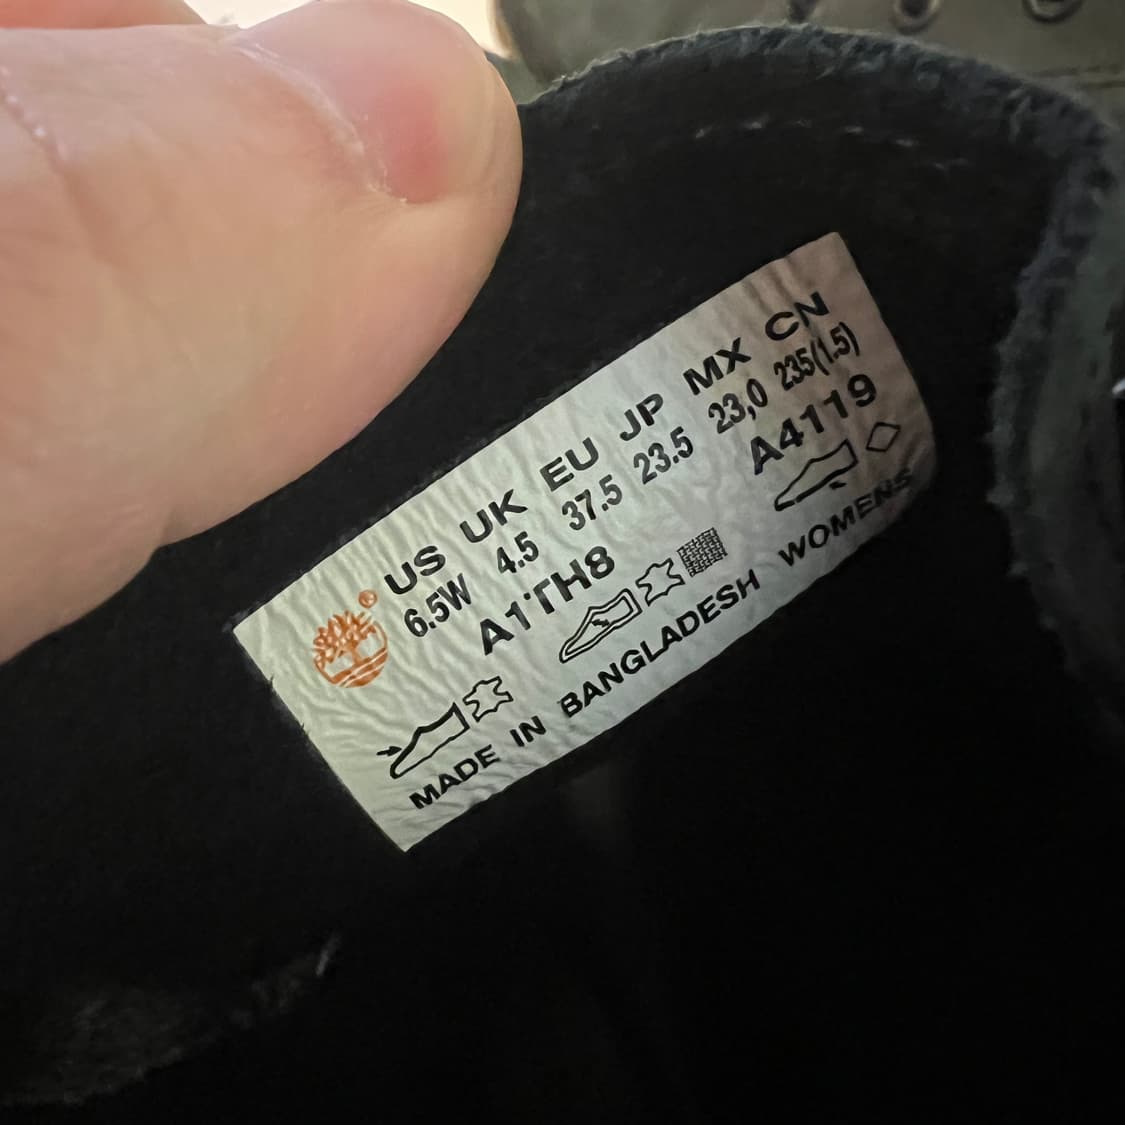 ® US UK EU JP MX CN
6.5W 4.5 37.5 23.5 23,0 235(1.5)
A1TH8 A4119
MADE IN BANGLADESH WOMENS